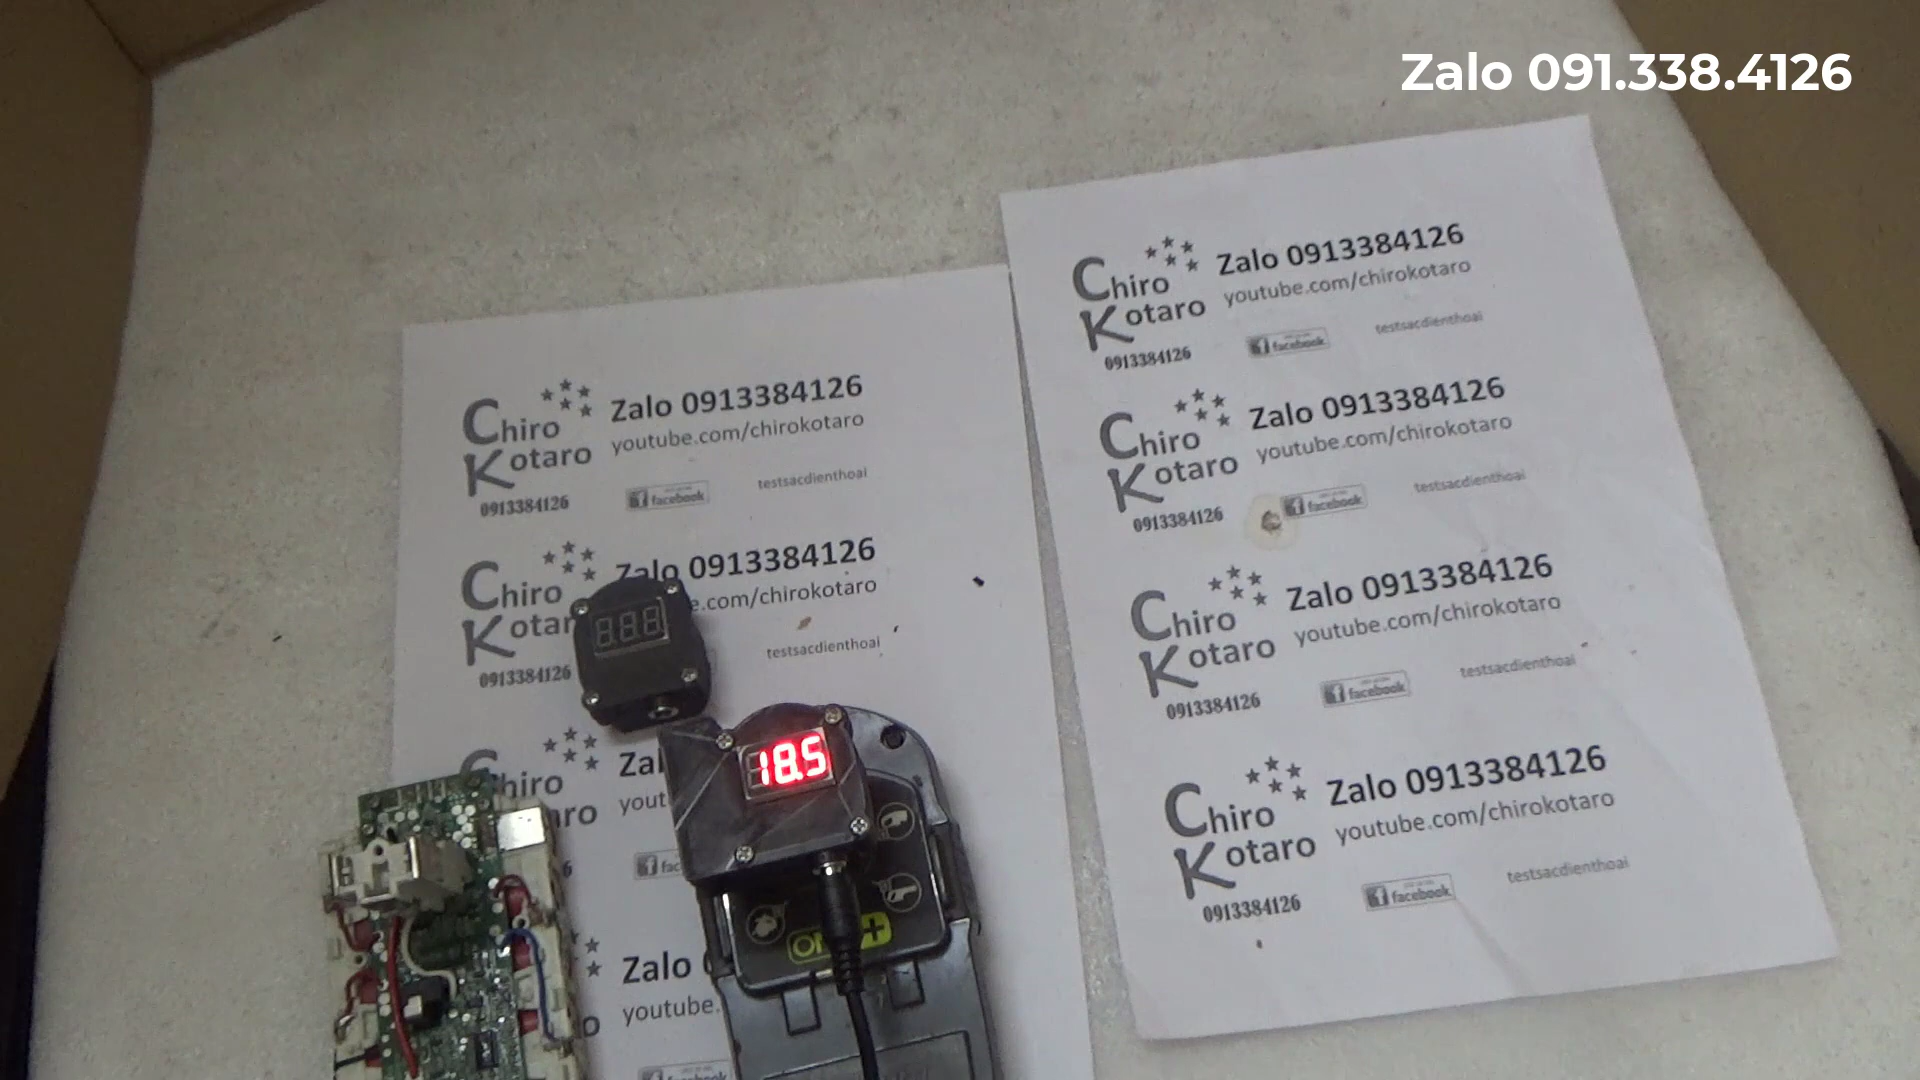 Zalo 091.338.4126
Chiro Kotaro
0913384126
Zalo 0913384126
youtube.com/chirokotaro
facebook
testsacdienthoai
Chiro
0913384126
Zalo 0913384126
e.com/chirokotaro
testsacdienthoai
18.5
Zalo
youtube.
facebook
Chiro Kotaro
0913384126
Zalo 0913384126
youtube.com/chirokotaro
facebook
testsacdienthoai
Chiro Kotaro
0913384126
Zalo 0913384126
youtube.com/chirokotaro
facebook
testsacdienthoai
Chiro Kotaro
0913384126
Zalo 0913384126
youtube.com/chirokotaro
facebook
testsacdienthoai
Chiro Kotaro
0913384126
Zalo 0913384126
youtube.com/chirokotaro
facebook
testsacdienthoai